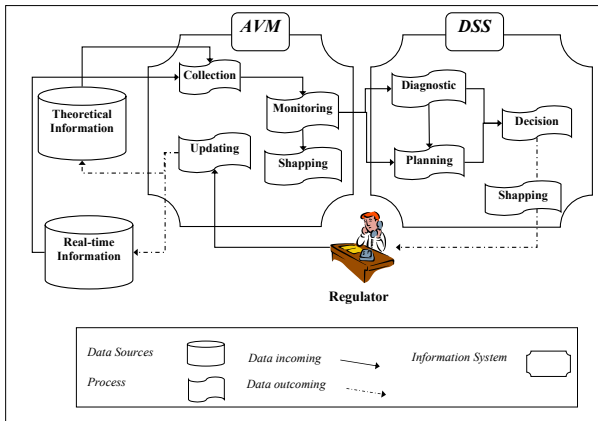 AVM
DSS
Collection
Diagnostic
Theoretical
Information
Monitoring
Decision
Updating
Shapping
Planning
Shapping
Real-time
Information
Regulator
Data Sources
Data incoming
Information System
Process
Data outcoming